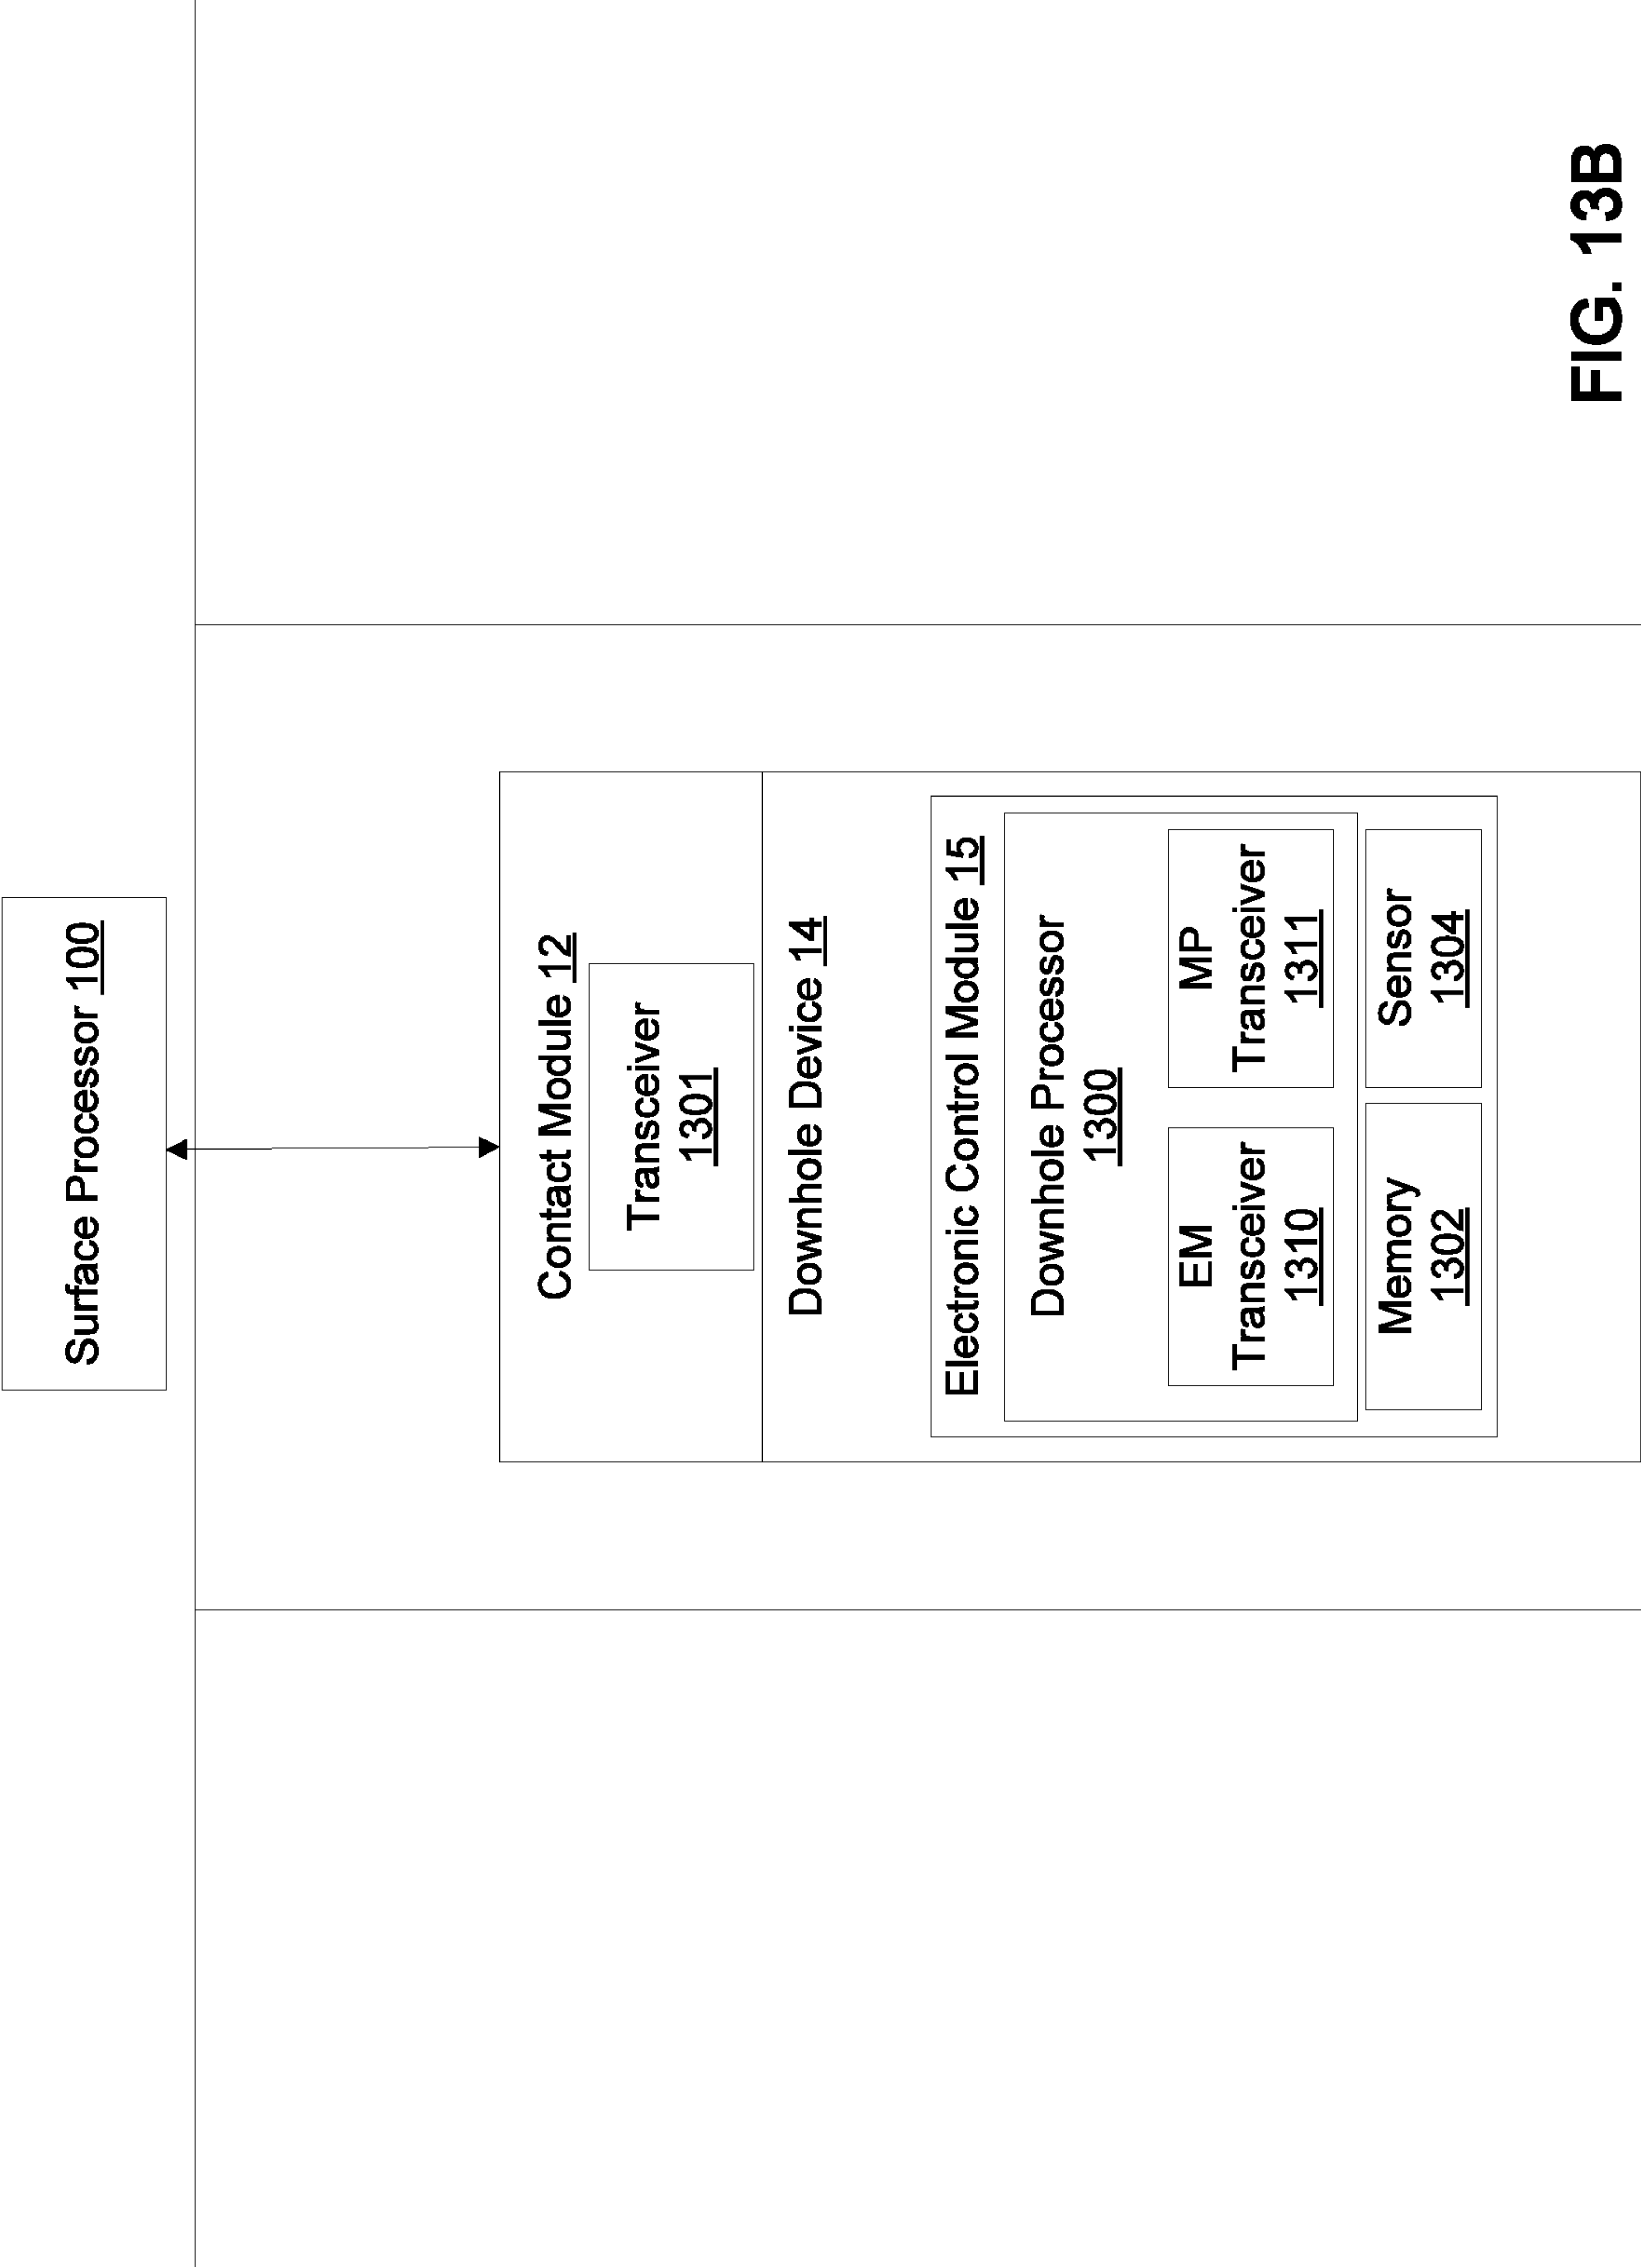 Surface Processor 100
Contact Module 12
Transceiver
1301
Downhole Device 14
Electronic Control Module 15
Downhole Processor
1300
EM
Transceiver
1310
MP
Transceiver
1311
Memory
1302
Sensor
1304
FIG. 13B